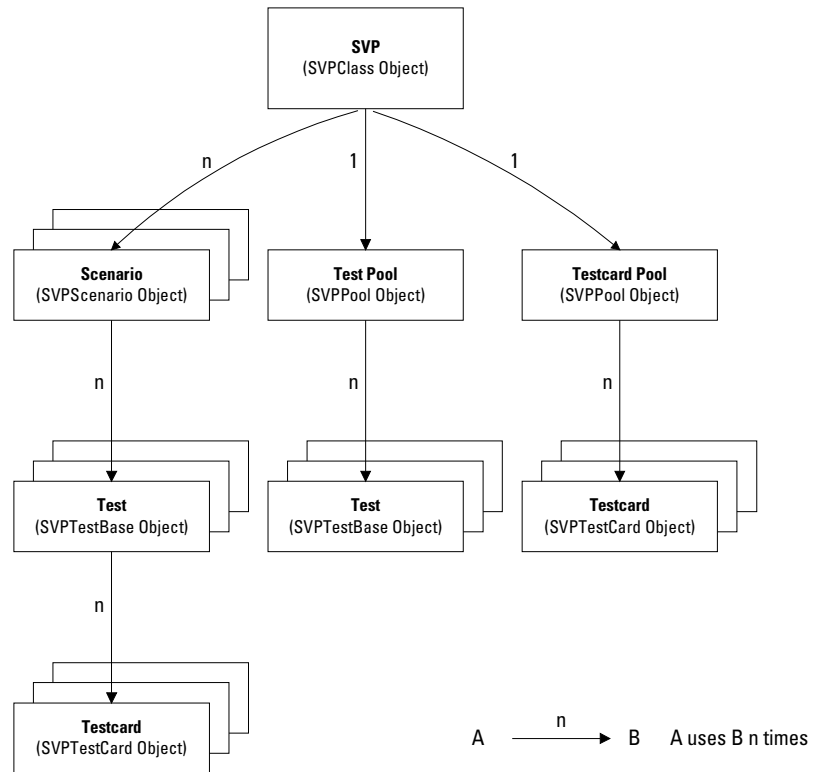 SVP
(SVPClass Object)
n
1
1
Scenario
(SVPScenario Object)
Test Pool
(SVPPool Object)
Testcard Pool
(SVPPool Object)
n
n
n
Test
(SVPTestBase Object)
Test
(SVPTestBase Object)
Testcard
(SVPTestCard Object)
n
Testcard
(SVPTestCard Object)
A n B A uses B n times